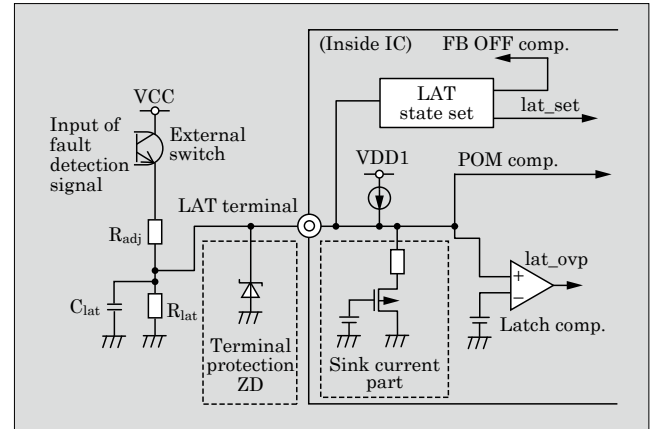 (Inside IC)
FB OFF comp.
VCC
LAT
state set
lat_set
Input of
fault
detection
signal
External
switch
VDD1
POM comp.
LAT terminal
Radj
lat_ovp
+
−
Clat
Rlat
Latch comp.
Terminal
protection
ZD
Sink current
part